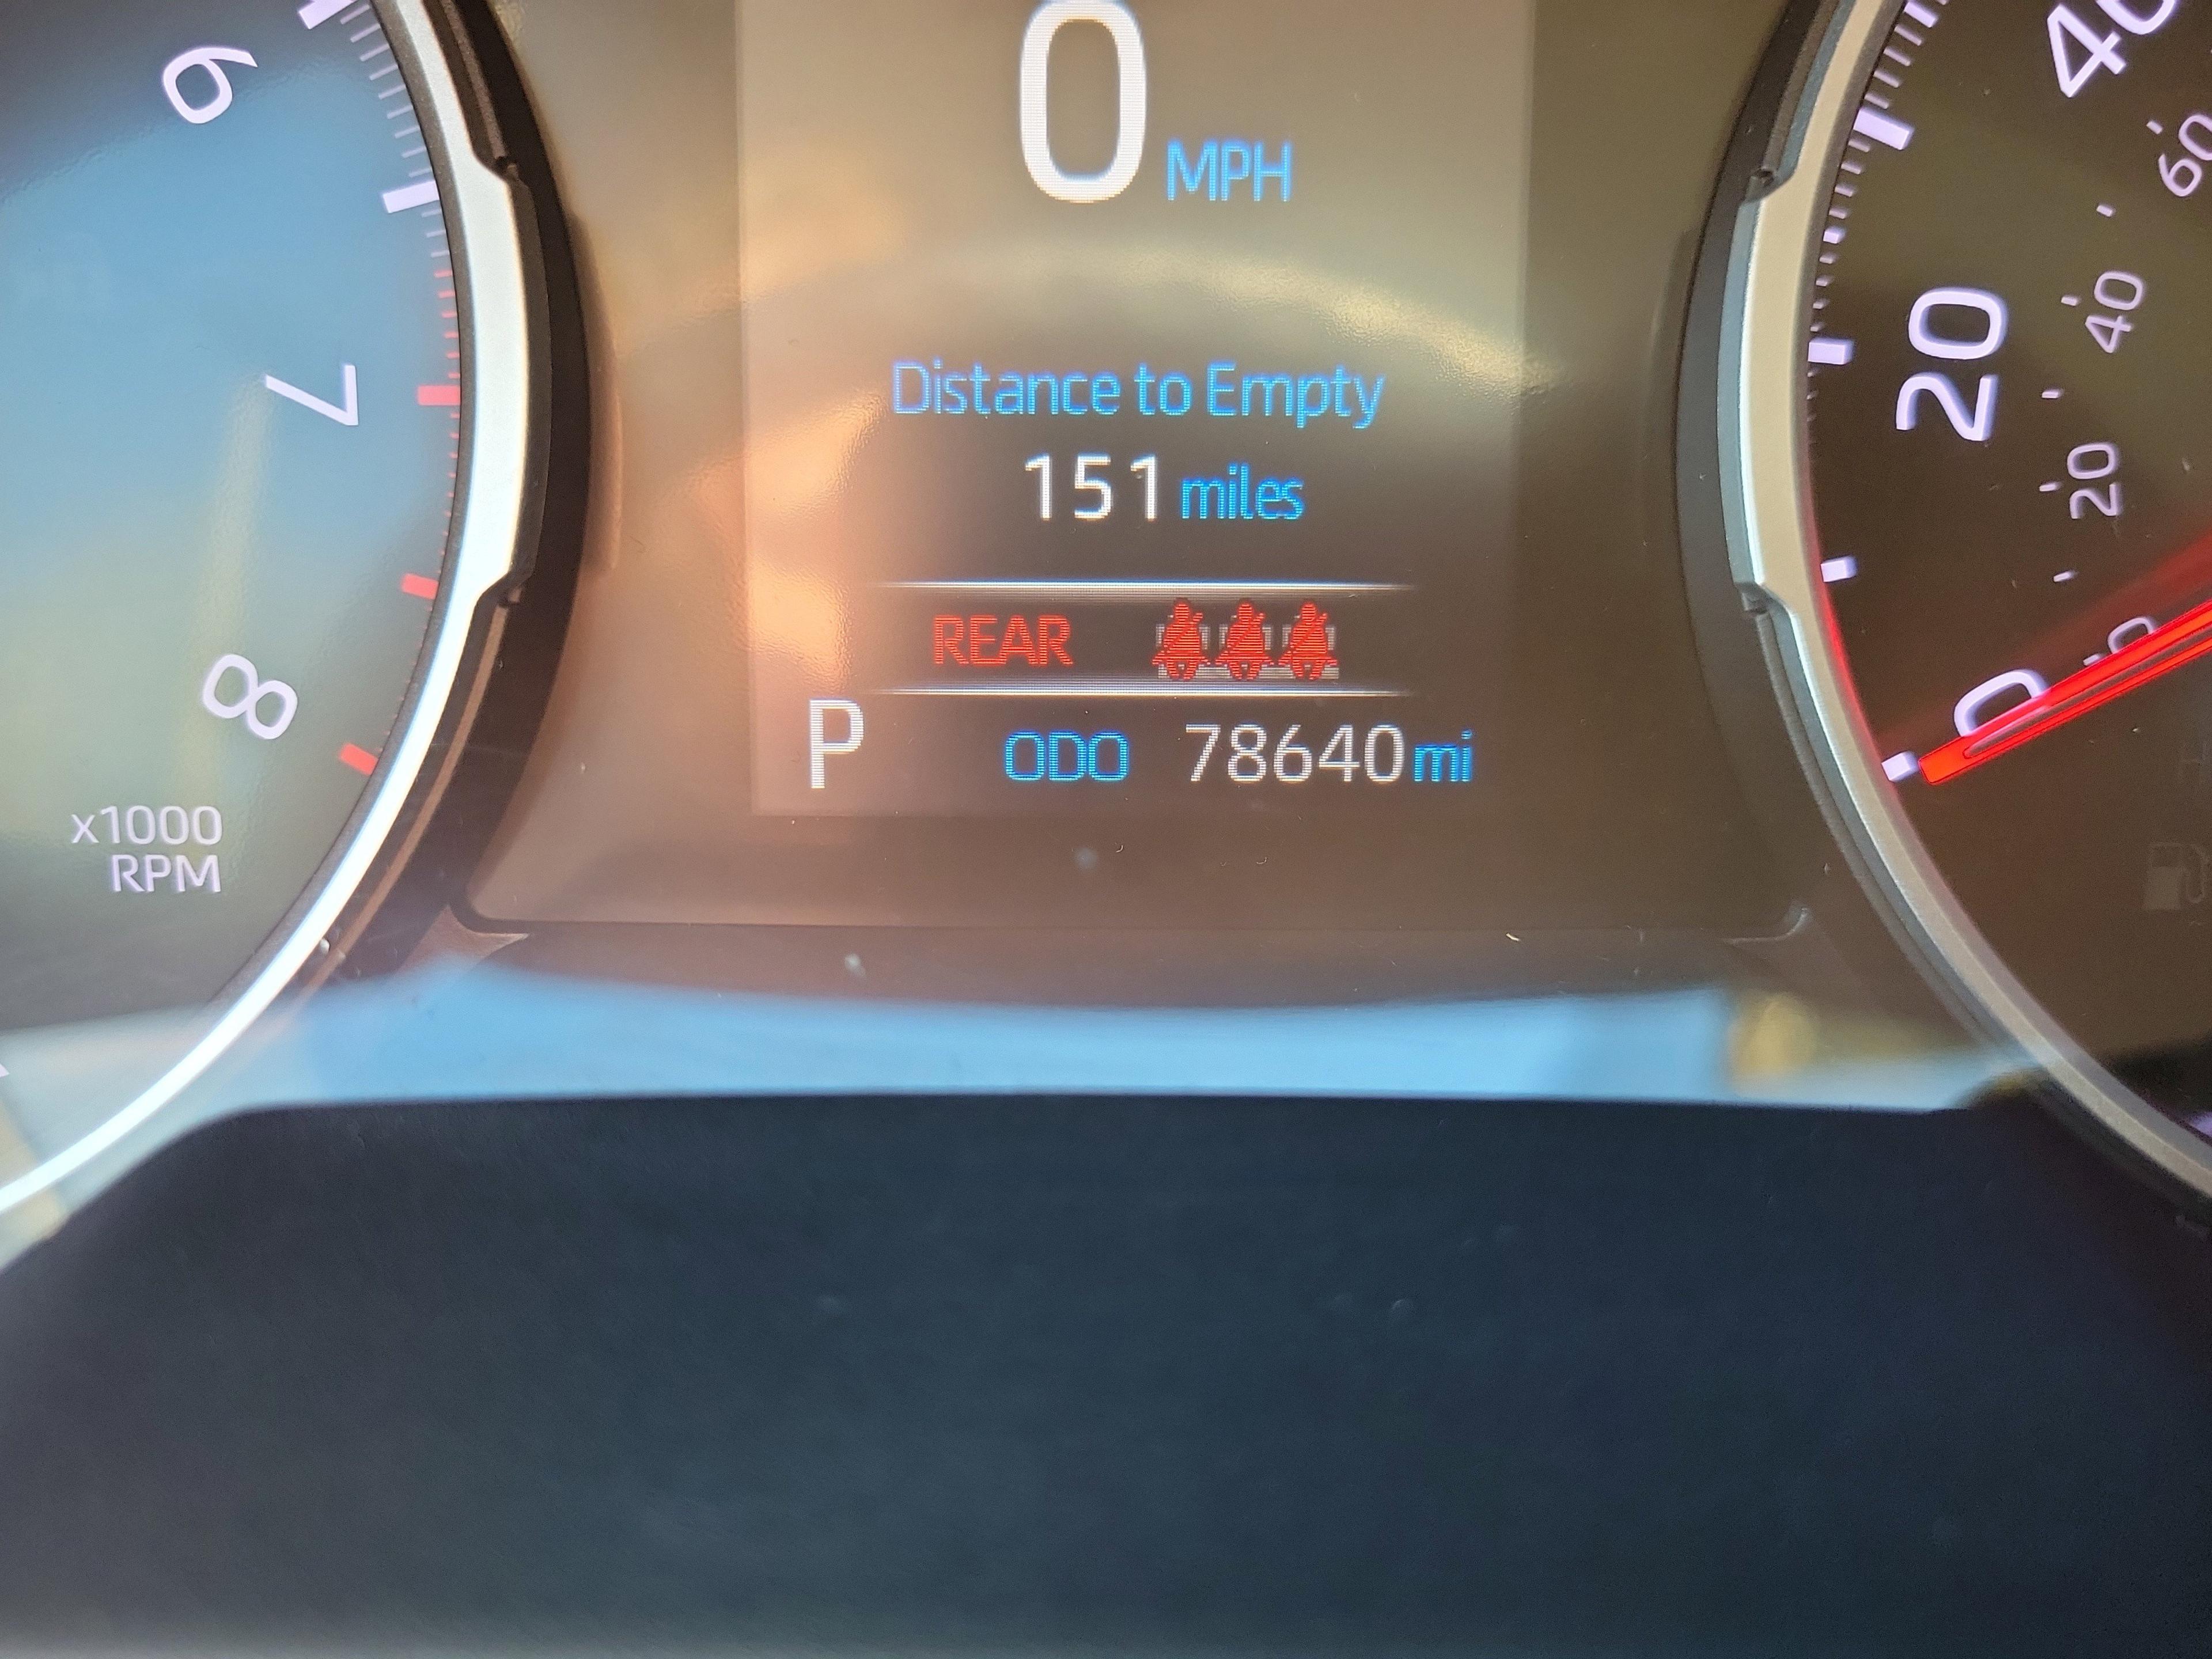 6
7
8
x1000
RPM
0 MPH
Distance to Empty
151 miles
REAR
P ODO 78640 mi
40
20
0
60
40
20